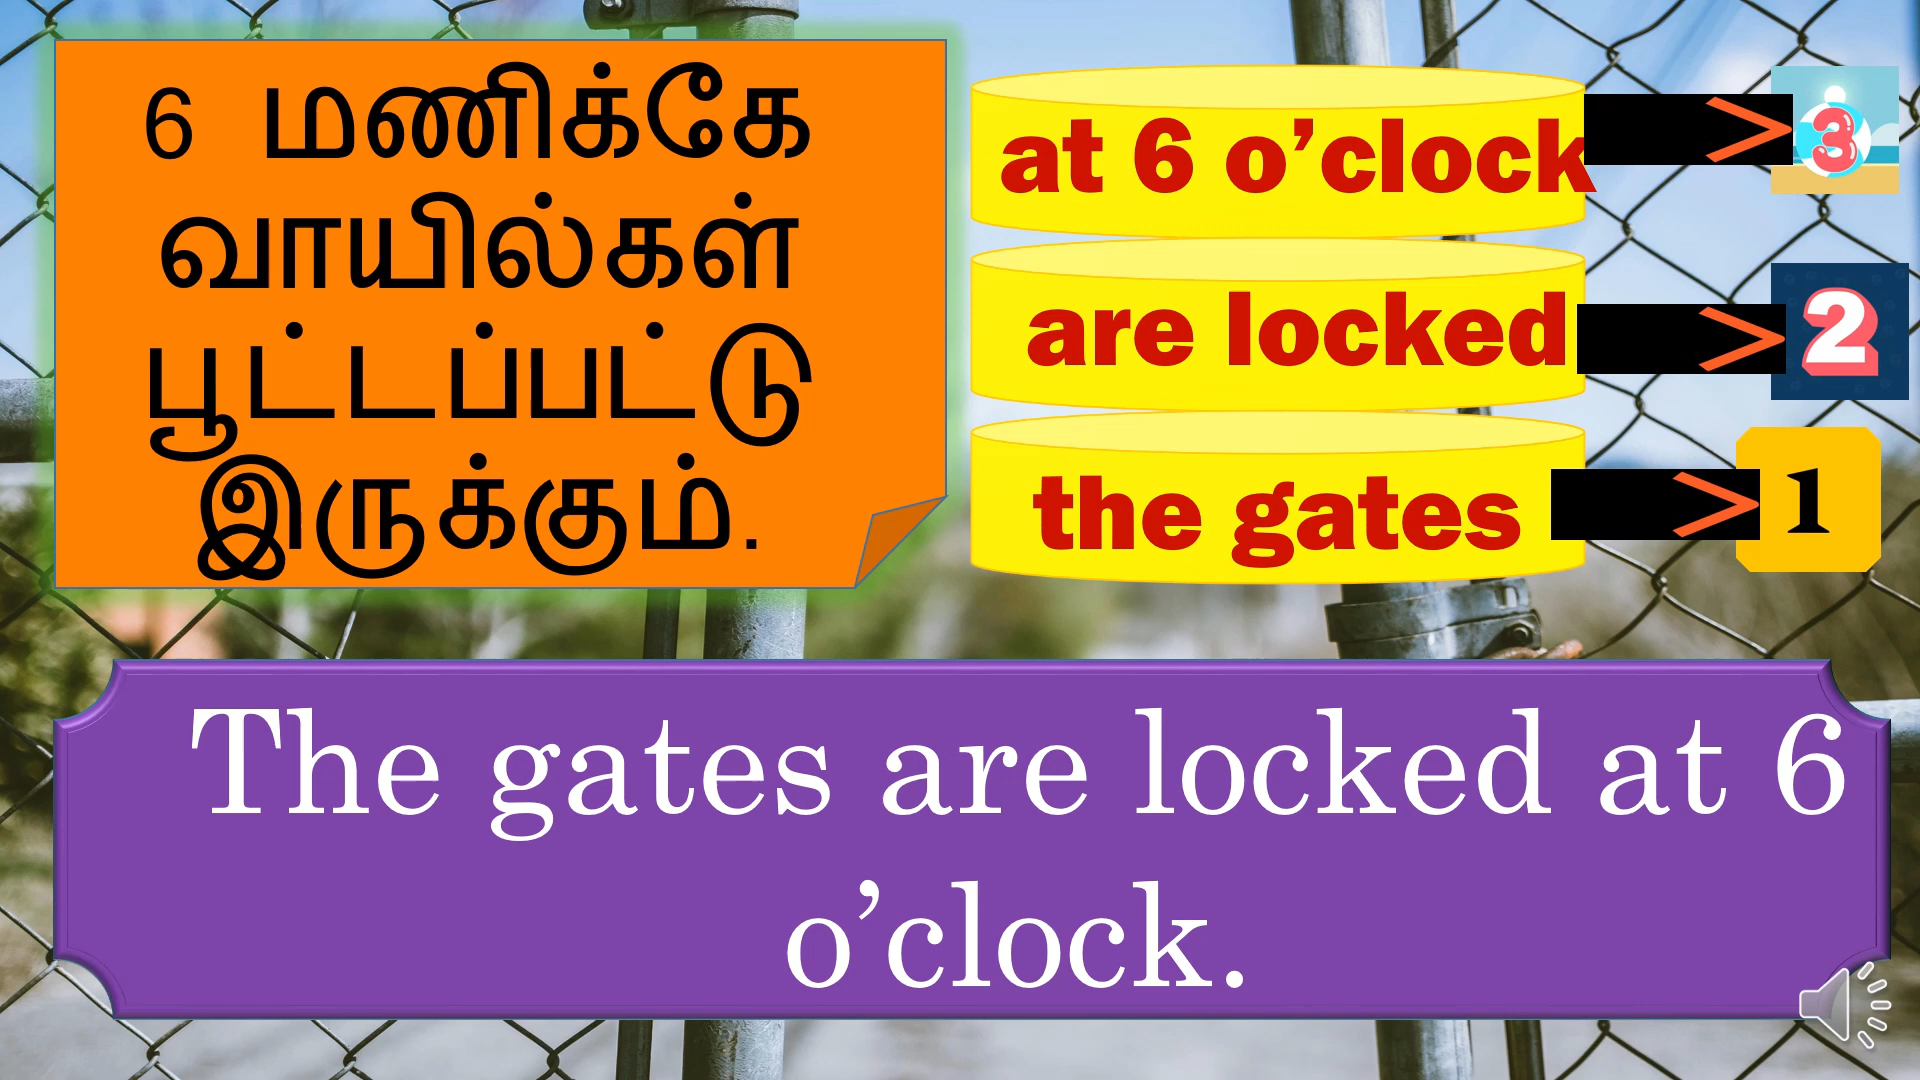 6 மணிக்கே
வாயில்கள்
பூட்டப்பட்டு
இருக்கும்.
at 6 o’clock
> 3
are locked
> 2
the gates
> 1
The gates are locked at 6
o’clock.